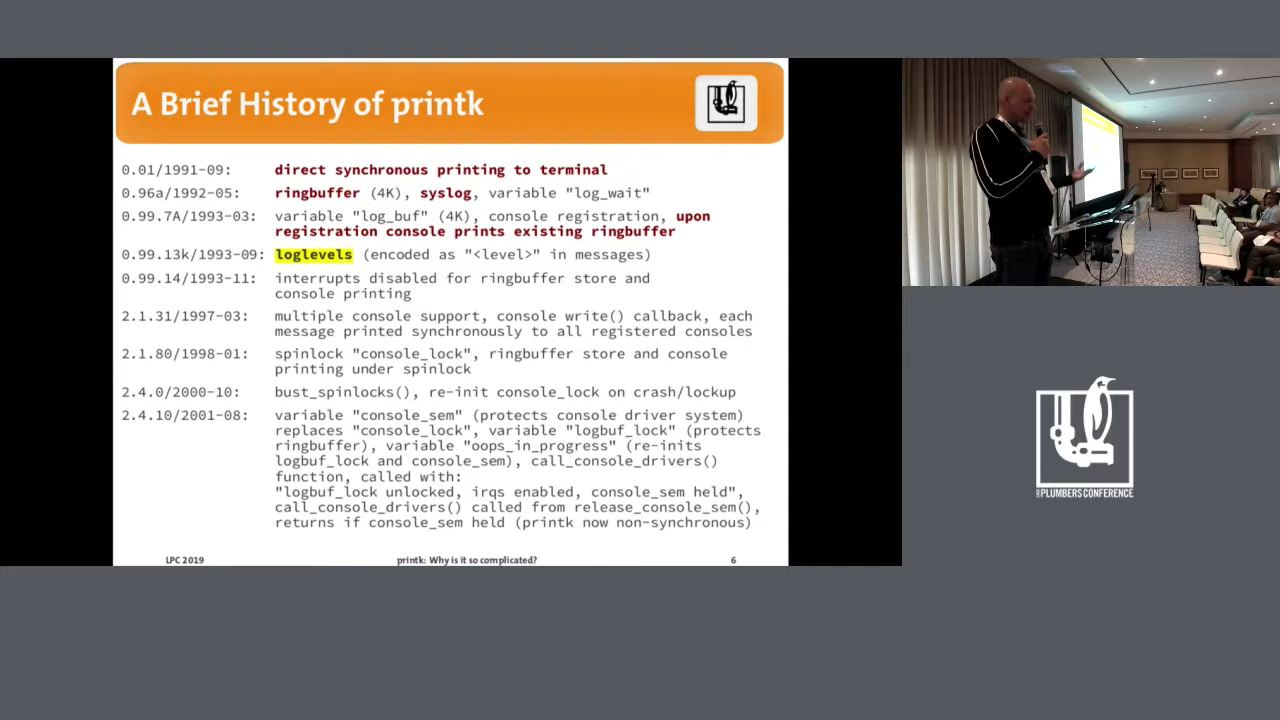 A Brief History of printk
0.01/1991-09: direct synchronous printing to terminal
0.96a/1992-05: ringbuffer (4K), syslog, variable "log_wait"
0.99.7A/1993-03: variable "log_buf" (4K), console registration, upon
registration console prints existing ringbuffer
0.99.13k/1993-09: loglevels (encoded as "<level>" in messages)
0.99.14/1993-11: interrupts disabled for ringbuffer store and
console printing
2.1.31/1997-03: multiple console support, console write() callback, each
message printed synchronously to all registered consoles
2.1.80/1998-01: spinlock "console_lock", ringbuffer store and console
printing under spinlock
2.4.0/2000-10: bust_spinlocks(), re-init console_lock on crash/lockup
2.4.10/2001-08: variable "console_sem" (protects console driver system)
replaces "console_lock", variable "logbuf_lock" (protects
ringbuffer), variable "oops_in_progress" (re-inits
logbuf_lock and console_sem), call_console_drivers()
function, called with:
"logbuf_lock unlocked, irqs enabled, console_sem held",
call_console_drivers() called from release_console_sem(),
returns if console_sem held (printk now non-synchronous)
LPC 2019 printk: Why is it so complicated? 6
PLUMBERS CONFERENCE